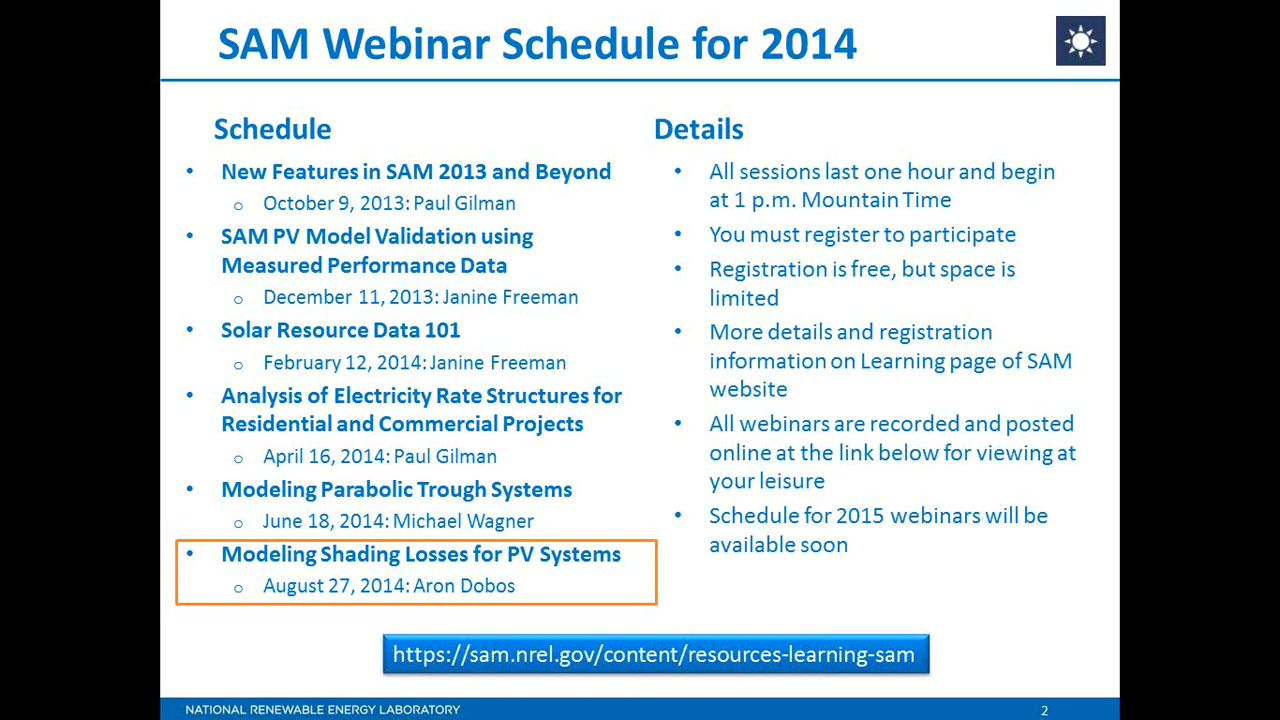 SAM Webinar Schedule for 2014
Schedule
• New Features in SAM 2013 and Beyond
o October 9, 2013: Paul Gilman
• SAM PV Model Validation using
Measured Performance Data
o December 11, 2013: Janine Freeman
• Solar Resource Data 101
o February 12, 2014: Janine Freeman
• Analysis of Electricity Rate Structures for
Residential and Commercial Projects
o April 16, 2014: Paul Gilman
• Modeling Parabolic Trough Systems
o June 18, 2014: Michael Wagner
• Modeling Shading Losses for PV Systems
o August 27, 2014: Aron Dobos
Details
• All sessions last one hour and begin
at 1 p.m. Mountain Time
• You must register to participate
• Registration is free, but space is
limited
• More details and registration
information on Learning page of SAM
website
• All webinars are recorded and posted
online at the link below for viewing at
your leisure
• Schedule for 2015 webinars will be
available soon
https://sam.nrel.gov/content/resources-learning-sam
NATIONAL RENEWABLE ENERGY LABORATORY
2